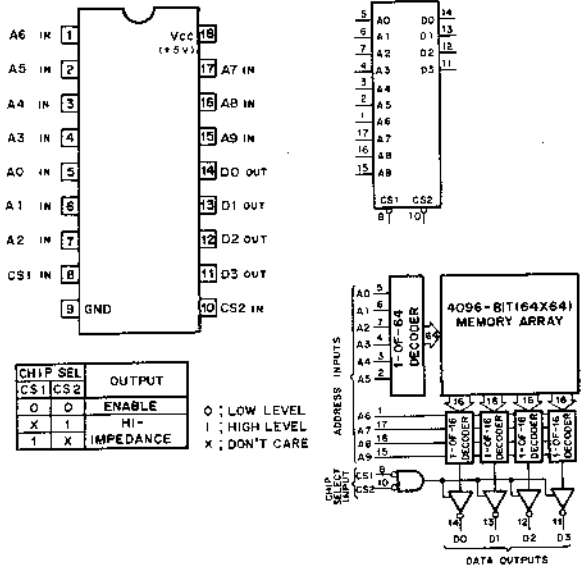 A6 IN 1
A5 IN 2
A4 IN 3
A3 IN 4
A0 IN 5
A1 IN 6
A2 IN 7
CS1 IN 8
9 GND
VCC 18
(+5V)
17 A7 IN
16 A8 IN
15 A9 IN
14 D0 OUT
13 D1 OUT
12 D2 OUT
11 D3 OUT
10 CS2 IN
5 A0 D0 14
6 A1 D1 13
7 A2 D2 12
4 A3 D3 11
3 A4
2 A5
1 A6
17 A7
16 A8
15 A9
CS1 CS2
8 10
CHIP SEL
CS1 CS2 OUTPUT
0 0 ENABLE
X 1 HI-
1 X IMPEDANCE
0 ; LOW LEVEL
1 ; HIGH LEVEL
X ; DON'T CARE
ADDRESS INPUTS
A0 5
A1 6
A2 7
A3 4
A4 3
A5 2
1-OF-64
DECODER
64
4096-BIT(64X64)
MEMORY ARRAY
16 16 16 16
A6 1
A7 17
A8 16
A9 15
1-OF-16
DECODER
1-OF-16
DECODER
1-OF-16
DECODER
1-OF-16
DECODER
CHIP
SELECT
INPUT
CS1 8
CS2 10
14 13 12 11
D0 D1 D2 D3
DATA OUTPUTS